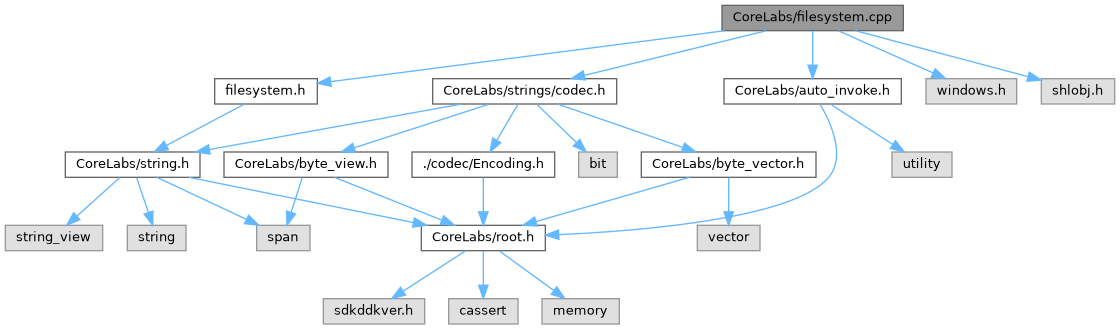 CoreLabs/filesystem.cpp
filesystem.h
CoreLabs/strings/codec.h
CoreLabs/auto_invoke.h
windows.h
shlobj.h
CoreLabs/string.h
CoreLabs/byte_view.h
./codec/Encoding.h
bit
CoreLabs/byte_vector.h
utility
string_view
string
span
CoreLabs/root.h
vector
sdkddkver.h
cassert
memory